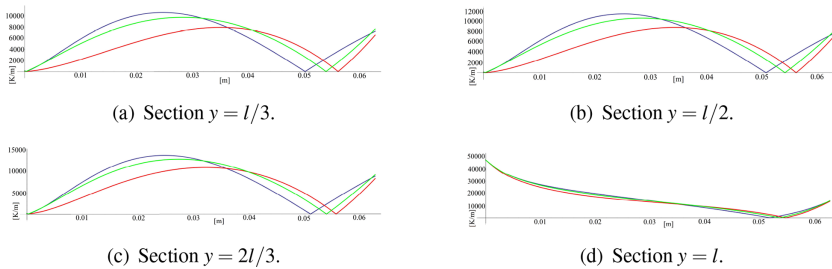 10000
8000
6000
4000
2000
[K/m]
0.01 0.02 0.03 0.04 0.05 0.06
[m]
(a) Section y = l/3.
12000
10000
8000
6000
4000
2000
[K/m]
0.01 0.02 0.03 0.04 0.05 0.06
[m]
(b) Section y = l/2.
15000
10000
5000
[K/m]
0.01 0.02 0.03 0.04 0.05 0.06
[m]
(c) Section y = 2l/3.
50000
40000
30000
20000
10000
[K/m]
0.01 0.02 0.03 0.04 0.05 0.06
[m]
(d) Section y = l.